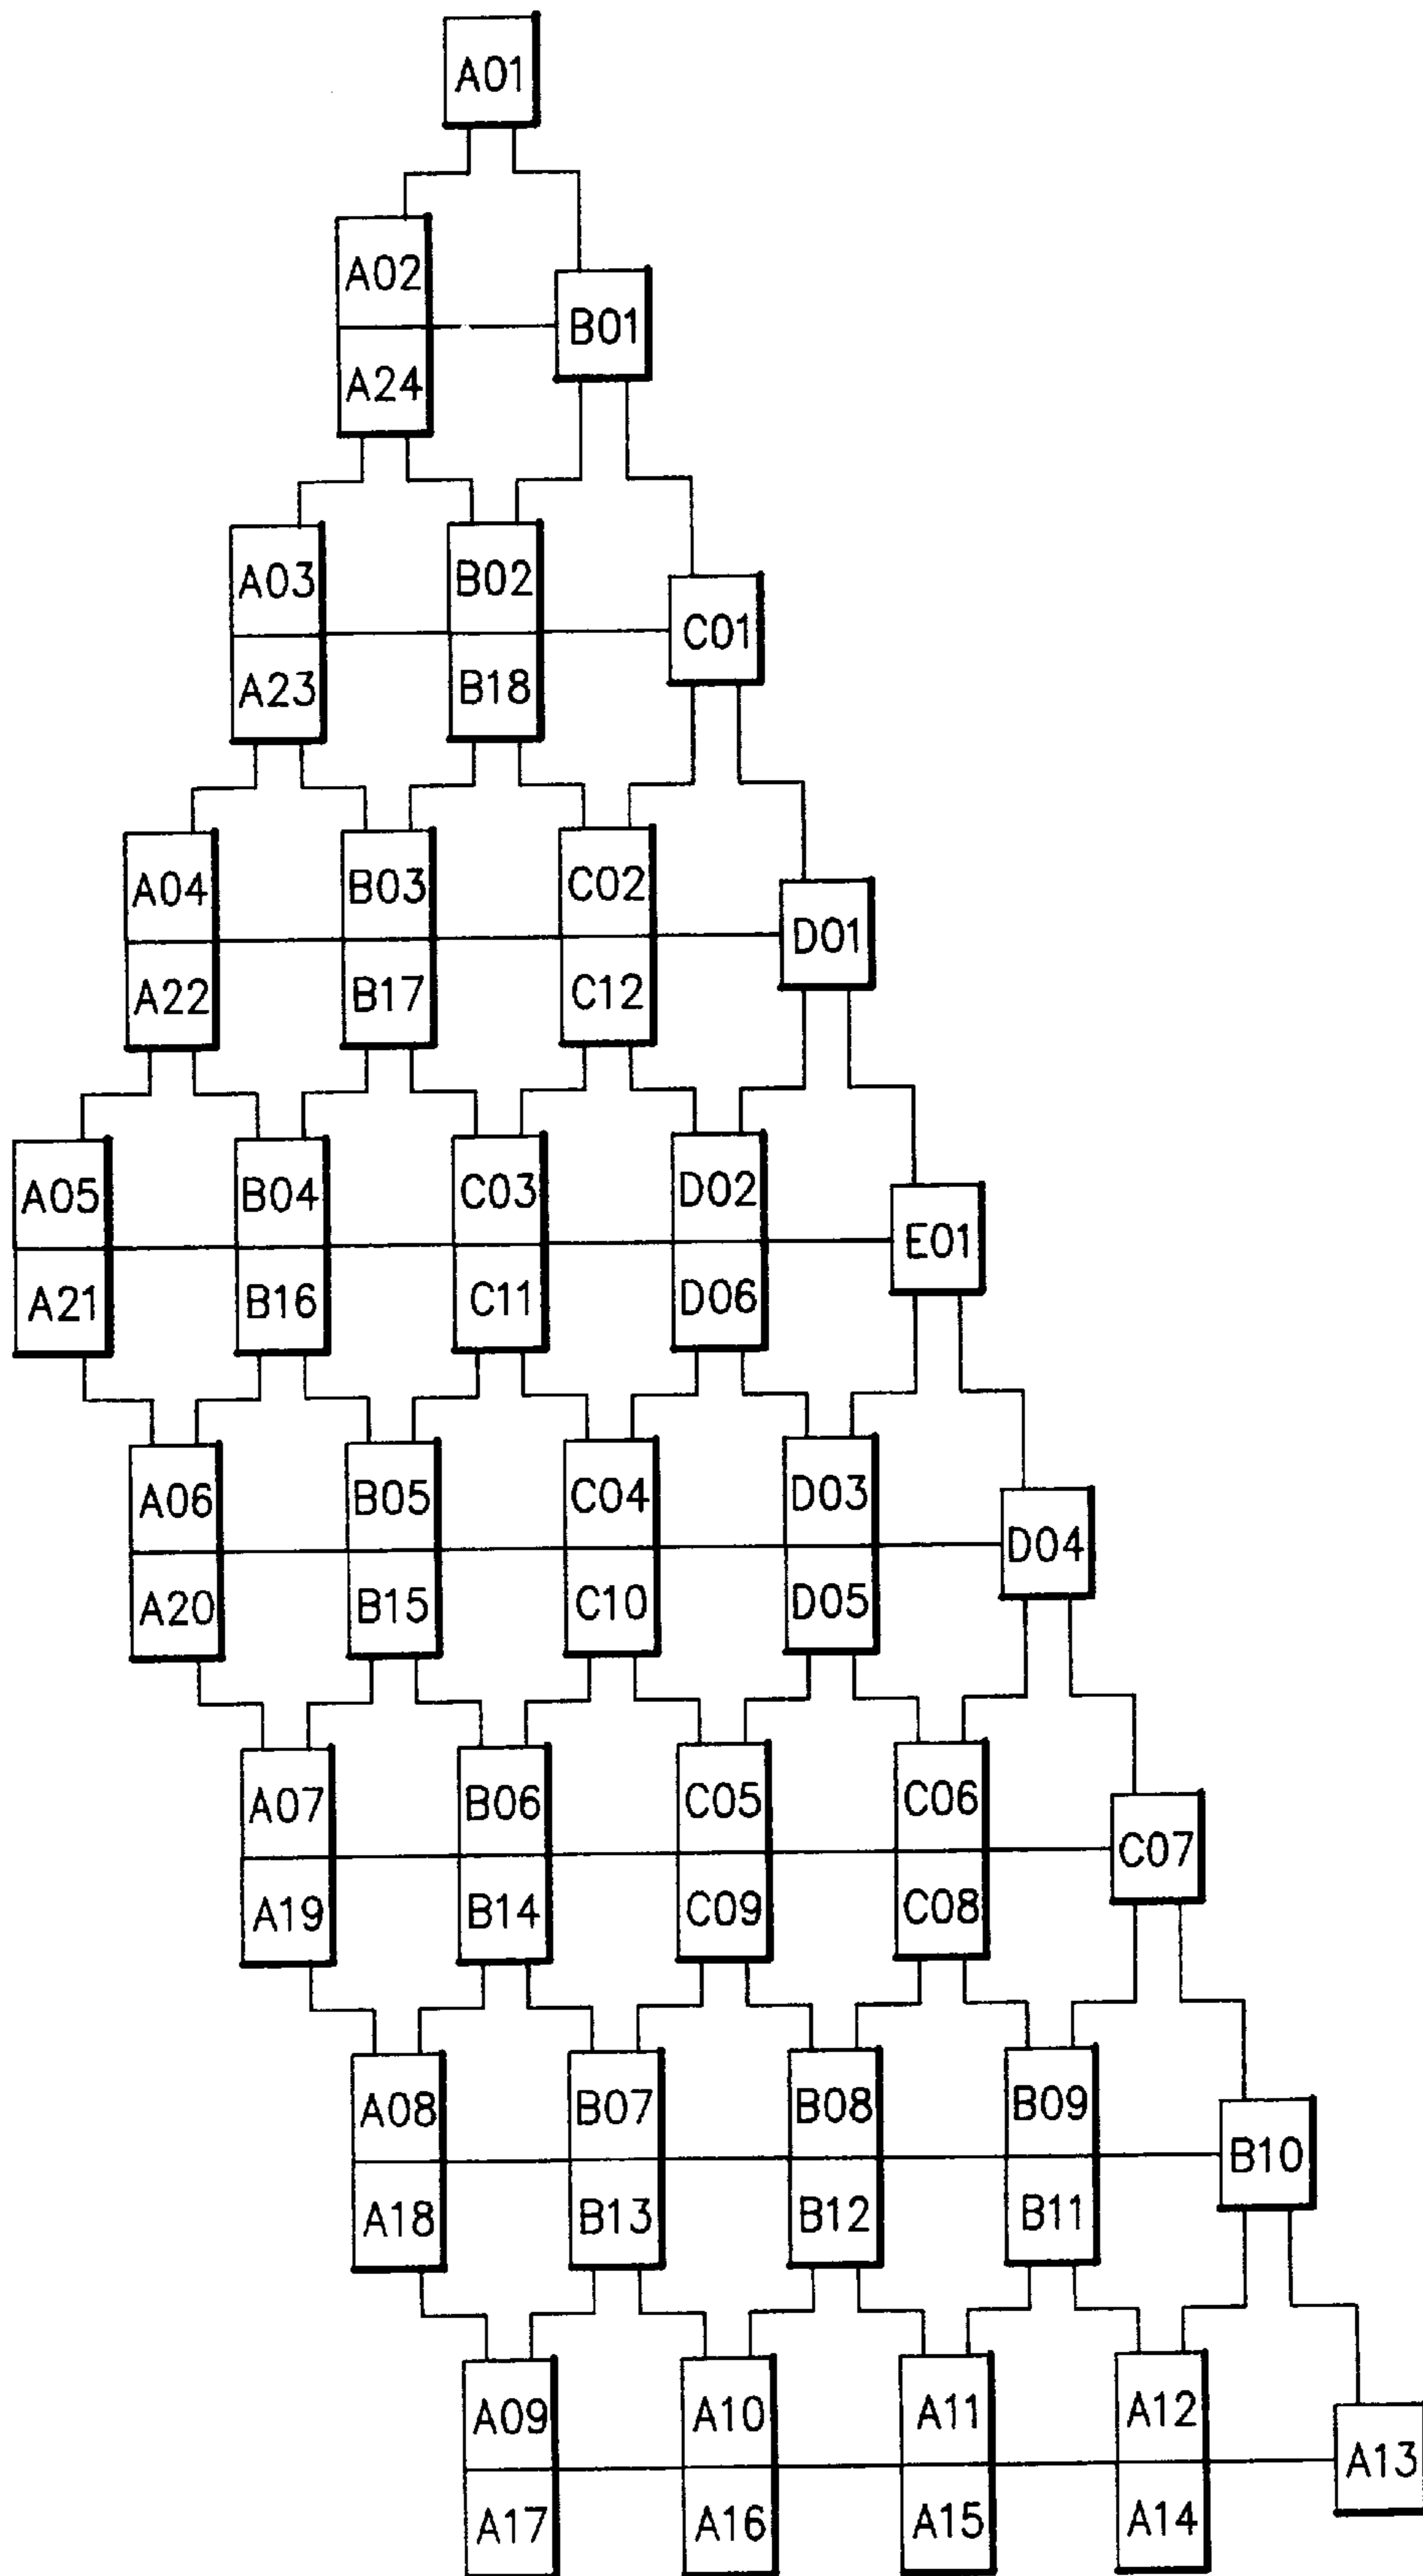 A01
A02
B01
A24
A03 B02
C01
A23 B18
A04 B03 C02
D01
A22 B17 C12
A05 B04 C03 D02
E01
A21 B16 C11 D06
A06 B05 C04 D03
D04
A20 B15 C10 D05
A07 B06 C05 C06
C07
A19 B14 C09 C08
A08 B07 B08 B09
B10
A18 B13 B12 B11
A09 A10 A11 A12
A13
A17 A16 A15 A14